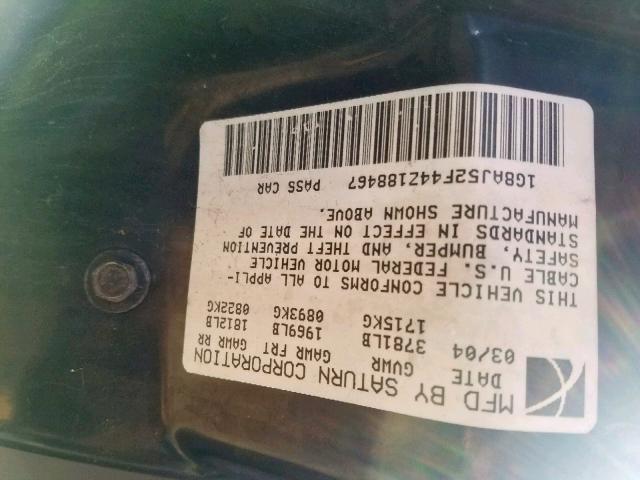 MFD BY SATURN CORPORATION
DATE GVWR GAWR FRT GAWR RR
03/04 3781LB 1969LB 1812LB
1715KG 0893KG 0822KG
THIS VEHICLE CONFORMS TO ALL APPLI-
CABLE U.S. FEDERAL MOTOR VEHICLE
SAFETY, BUMPER, AND THEFT PREVENTION
STANDARDS IN EFFECT ON THE DATE OF
MANUFACTURE SHOWN ABOVE.
1G8AJ52F44Z188467 PASS CAR